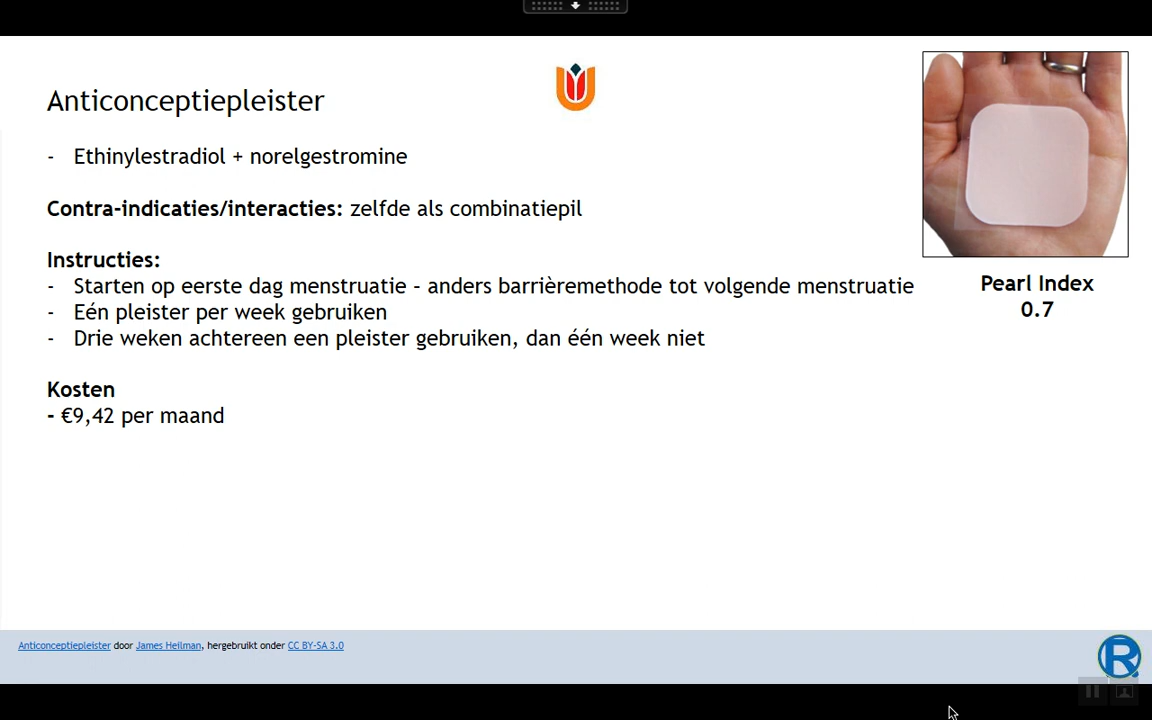 Anticonceptiepleister
- Ethinylestradiol + norelgestromine
Contra-indicaties/interacties: zelfde als combinatiepil
Instructies:
- Starten op eerste dag menstruatie – anders barrièremethode tot volgende menstruatie
- Eén pleister per week gebruiken
- Drie weken achtereen een pleister gebruiken, dan één week niet
Kosten
- €9,42 per maand
Pearl Index
0.7
Anticonceptiepleister door James Heilman, hergebruikt onder CC BY-SA 3.0
R